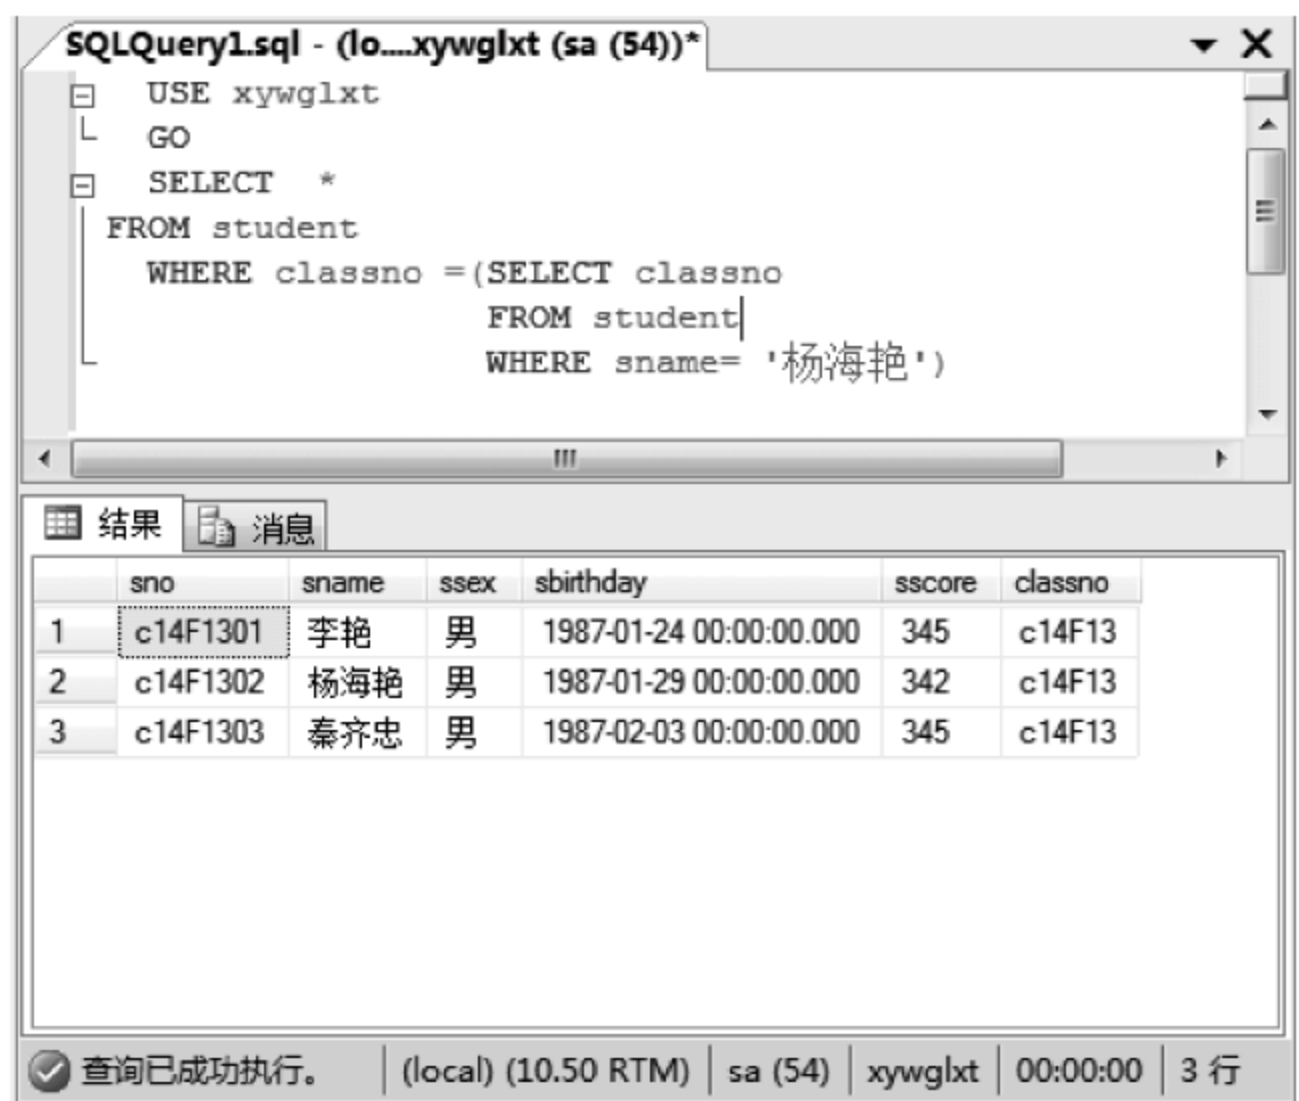 SQLQuery1.sql - (lo....xywglxt (sa (54))*
USE xywglxt
GO
SELECT *
FROM student
WHERE classno =(SELECT classno
FROM student
WHERE sname= '杨海艳')
结果 消息
sno sname ssex sbirthday sscore classno
1 c14F1301 李艳 男 1987-01-24 00:00:00.000 345 c14F13
2 c14F1302 杨海艳 男 1987-01-29 00:00:00.000 342 c14F13
3 c14F1303 秦齐忠 男 1987-02-03 00:00:00.000 345 c14F13
查询已成功执行。 (local) (10.50 RTM) sa (54) xywglxt 00:00:00 3 行